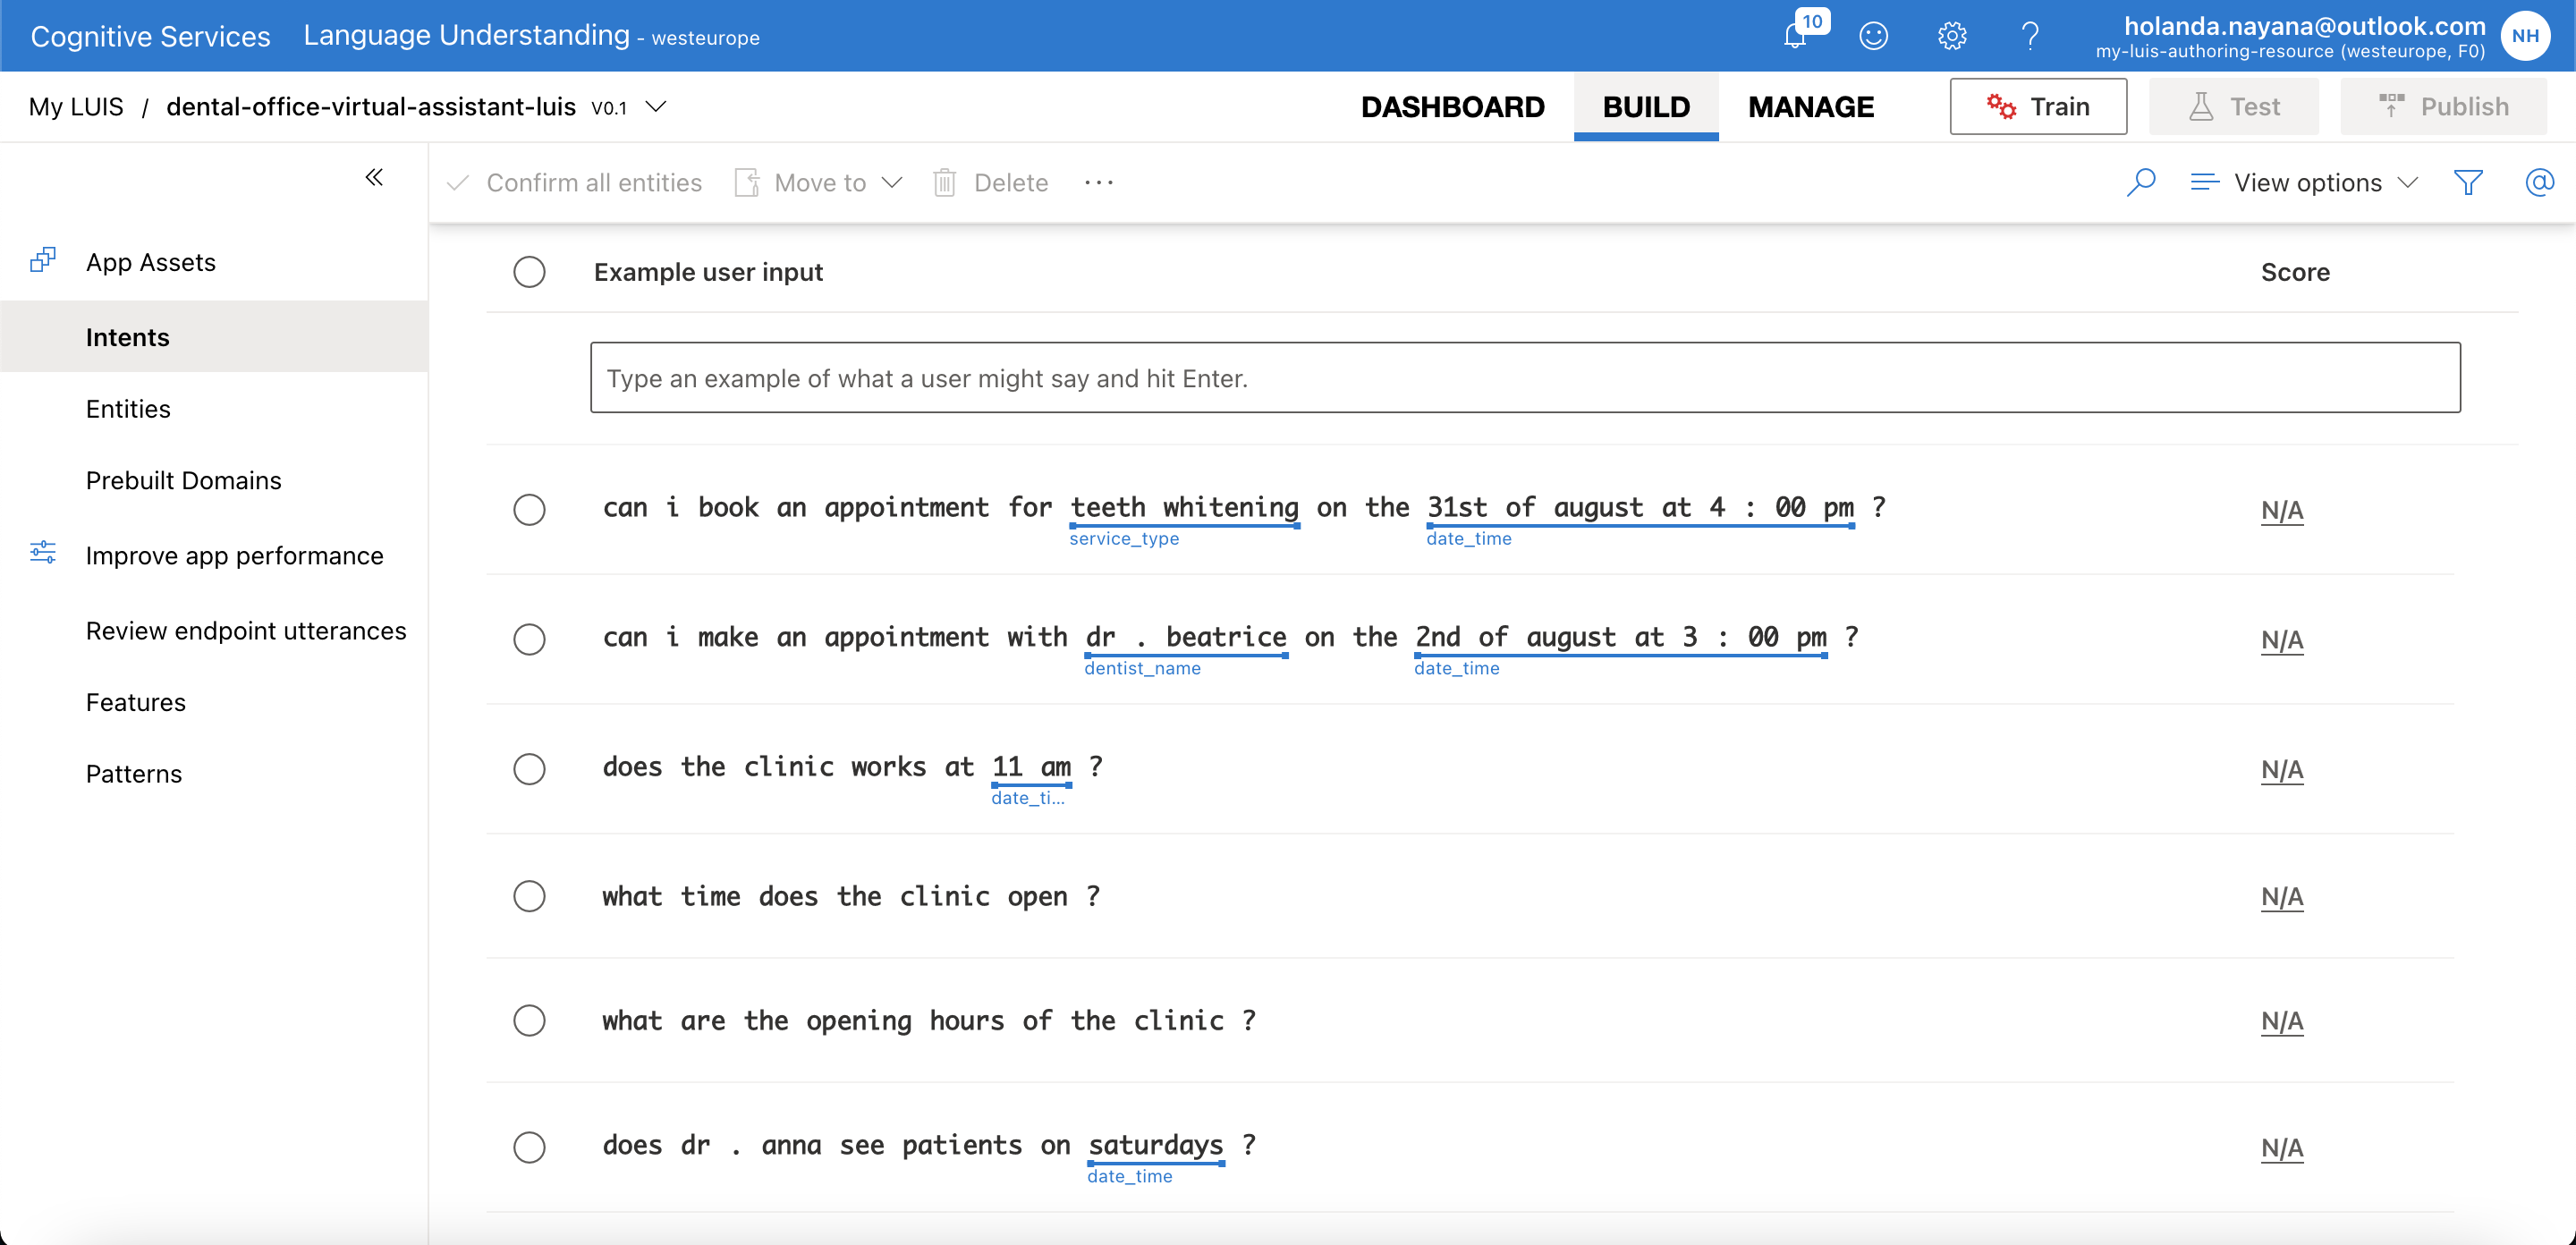 Cognitive Services Language Understanding - westeurope 10 ? holanda.nayana@outlook.com NH
my-luis-authoring-resource (westeurope, F0)
My LUIS / dental-office-virtual-assistant-luis V0.1 DASHBOARD BUILD MANAGE Train Test Publish
Confirm all entities Move to Delete ... View options @
App Assets
Intents
Entities
Prebuilt Domains
Improve app performance
Review endpoint utterances
Features
Patterns
Example user input Score
Type an example of what a user might say and hit Enter.
can i book an appointment for teeth whitening on the 31st of august at 4 : 00 pm ? N/A
service_type date_time
can i make an appointment with dr . beatrice on the 2nd of august at 3 : 00 pm ? N/A
dentist_name date_time
does the clinic works at 11 am ? N/A
date_ti...
what time does the clinic open ? N/A
what are the opening hours of the clinic ? N/A
does dr . anna see patients on saturdays ? N/A
date_time